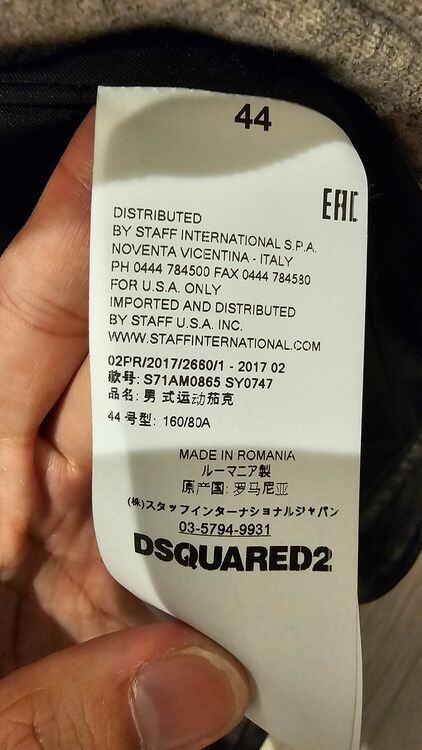 44
EAC
DISTRIBUTED
BY STAFF INTERNATIONAL S.P.A.
NOVENTA VICENTINA - ITALY
PH 0444 784500 FAX 0444 784530
FOR U.S.A. ONLY
IMPORTED AND DISTRIBUTED
BY STAFF U.S.A. INC.
WWW.STAFFINTERNATIONAL.COM
02PR/2017/2660/1 - 2017 02
款号: S71AM0865 SY0747
品名: 男 式运动茄克
44 号型: 160/80A
MADE IN ROMANIA
ルーマニア製
原产国: 罗马尼亚
(株)スタッフインターナショナルジャパン
03-5794-9931
DSQUARED2